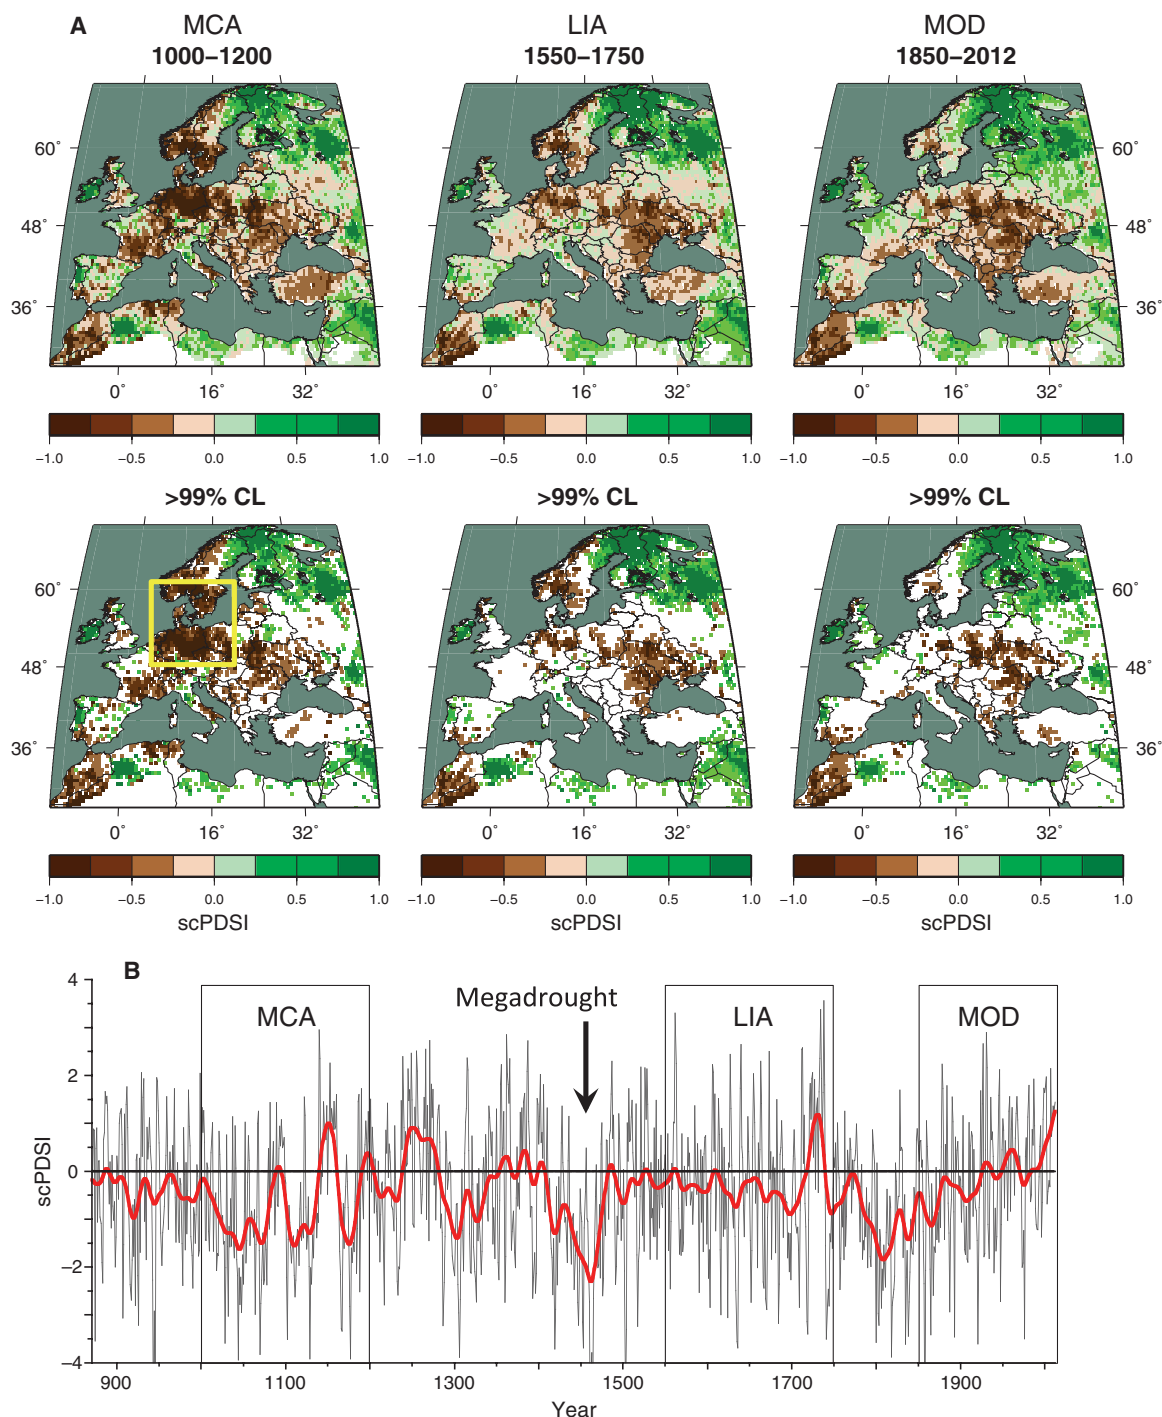 A
MCA LIA MOD
1000–1200 1550–1750 1850–2012
60° 60°
48° 48°
36° 36°
0° 16° 32° 0° 16° 32° 0° 16° 32°
−1.0 −0.5 0.0 0.5 1.0 −1.0 −0.5 0.0 0.5 1.0 −1.0 −0.5 0.0 0.5 1.0
>99% CL >99% CL >99% CL
60° 60°
48° 48°
36° 36°
0° 16° 32° 0° 16° 32° 0° 16° 32°
−1.0 −0.5 0.0 0.5 1.0 −1.0 −0.5 0.0 0.5 1.0 −1.0 −0.5 0.0 0.5 1.0
scPDSI scPDSI scPDSI
B
4
Megadrought
MCA LIA MOD
2
0
−2
−4
scPDSI
900 1100 1300 1500 1700 1900
Year